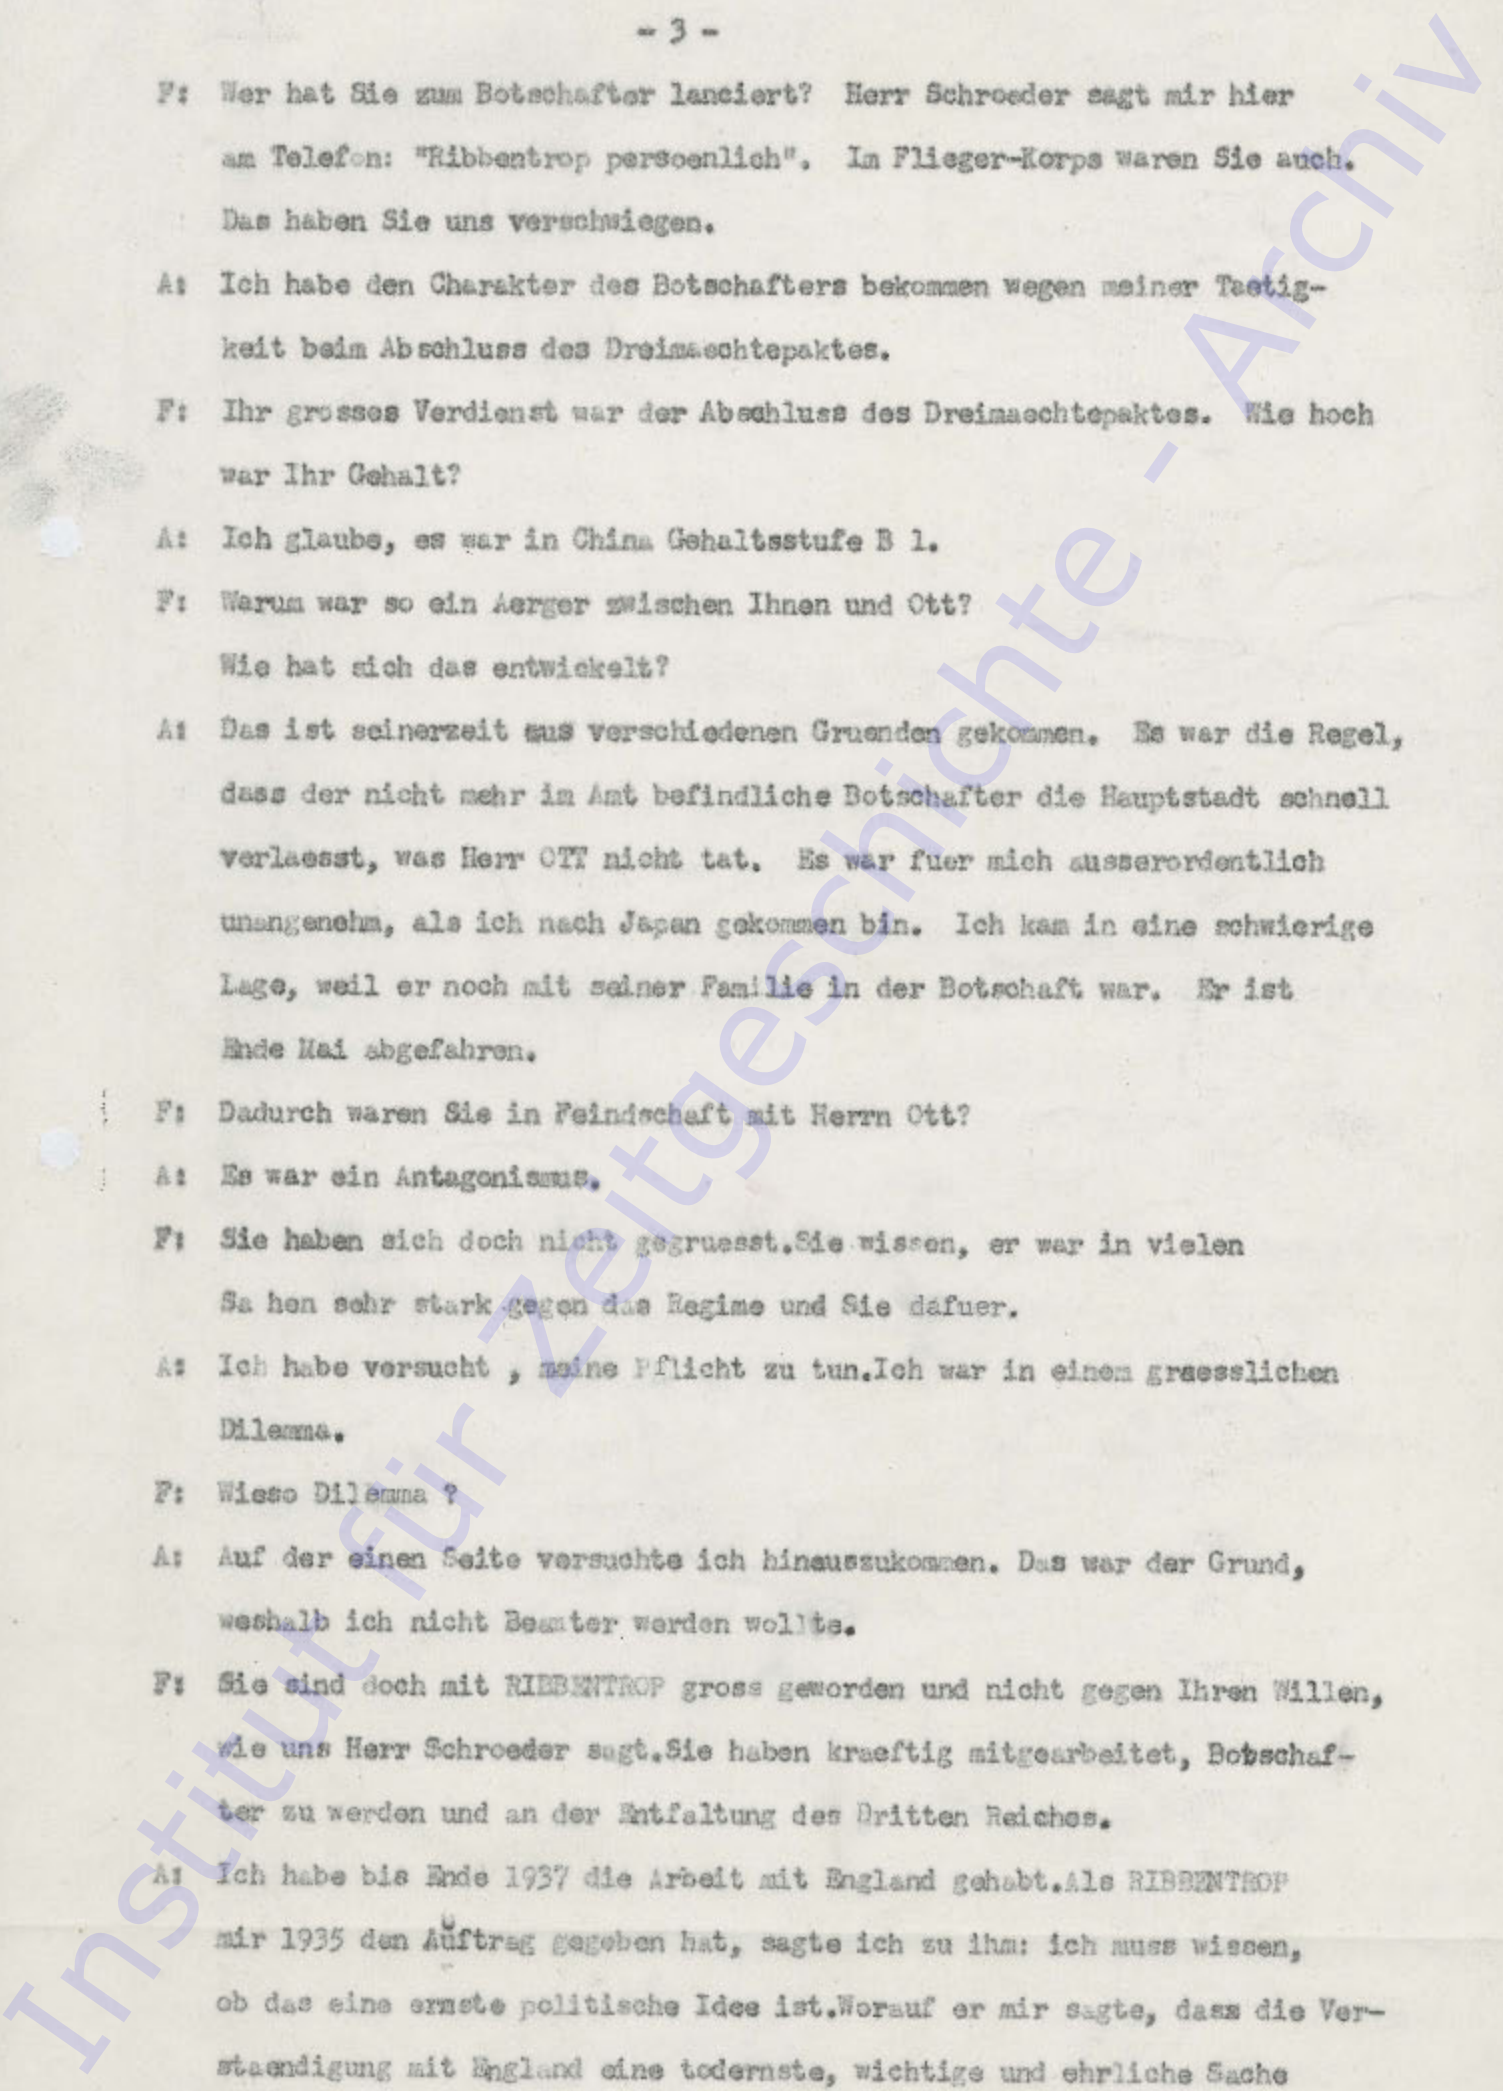 - 3 -
F: Wer hat Sie zum Botschafter lanciert? Herr Schroeder sagt mir hier
am Telefon: "Ribbentrop persoenlich". Im Flieger-Korps waren Sie auch.
Das haben Sie uns verschwiegen.
A: Ich habe den Charakter des Botschafters bekommen wegen meiner Taetig-
keit beim Abschluss des Dreimaechtepaktes.
F: Ihr grosses Verdienst war der Abschluss des Dreimaechtepaktes. Wie hoch
war Ihr Gehalt?
A: Ich glaube, es war in China Gehaltsstufe B 1.
F: Warum war so ein Aerger zwischen Ihnen und Ott?
Wie hat sich das entwickelt?
A: Das ist seinerzeit aus verschiedenen Gruenden gekommen. Es war die Regel,
dass der nicht mehr im Amt befindliche Botschafter die Hauptstadt schnell
verlaesst, was Herr OTT nicht tat. Es war fuer mich ausserordentlich
unangenehm, als ich nach Japan gekommen bin. Ich kam in eine schwierige
Lage, weil er noch mit seiner Familie in der Botschaft war. Er ist
Ende Mai abgefahren.
F: Dadurch waren Sie in Feindschaft mit Herrn Ott?
A: Es war ein Antagonismus.
F: Sie haben sich doch nicht gegruesst.Sie wissen, er war in vielen
Sa hen sehr stark gegen das Regime und Sie dafuer.
A: Ich habe versucht , meine Pflicht zu tun.Ich war in einem graesslichen
Dilemma.
F: Wieso Dilemma ?
A: Auf der einen Seite versuchte ich hinauszukommen. Das war der Grund,
weshalb ich nicht Beamter werden wollte.
F: Sie sind doch mit RIBBENTROP gross geworden und nicht gegen Ihren Willen,
wie uns Herr Schroeder sagt.Sie haben kraeftig mitgearbeitet, Botschaf-
ter zu werden und an der Entfaltung des Dritten Reiches.
A: Ich habe bis Ende 1937 die Arbeit mit England gehabt.Als RIBBENTROP
mir 1935 den Auftrag gegeben hat, sagte ich zu ihm: ich muss wissen,
ob das eine ernste politische Idee ist.Worauf er mir sagte, dass die Ver-
staendigung mit England eine todernste, wichtige und ehrliche Sache
Institut für Zeitgeschichte - Archiv